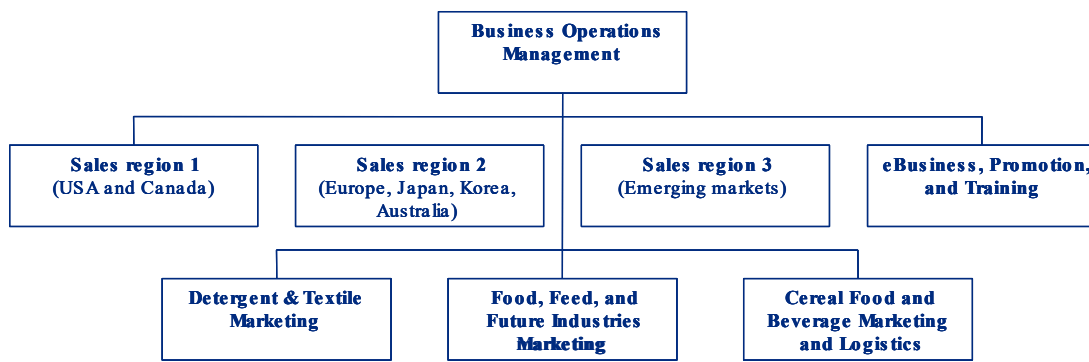 Business Operations
Management
Sales region 1
(USA and Canada)
Sales region 2
(Europe, Japan, Korea,
Australia)
Sales region 3
(Emerging markets)
eBusiness, Promotion,
and Training
Detergent & Textile
Marketing
Food, Feed, and
Future Industries
Marketing
Cereal Food and
Beverage Marketing
and Logistics